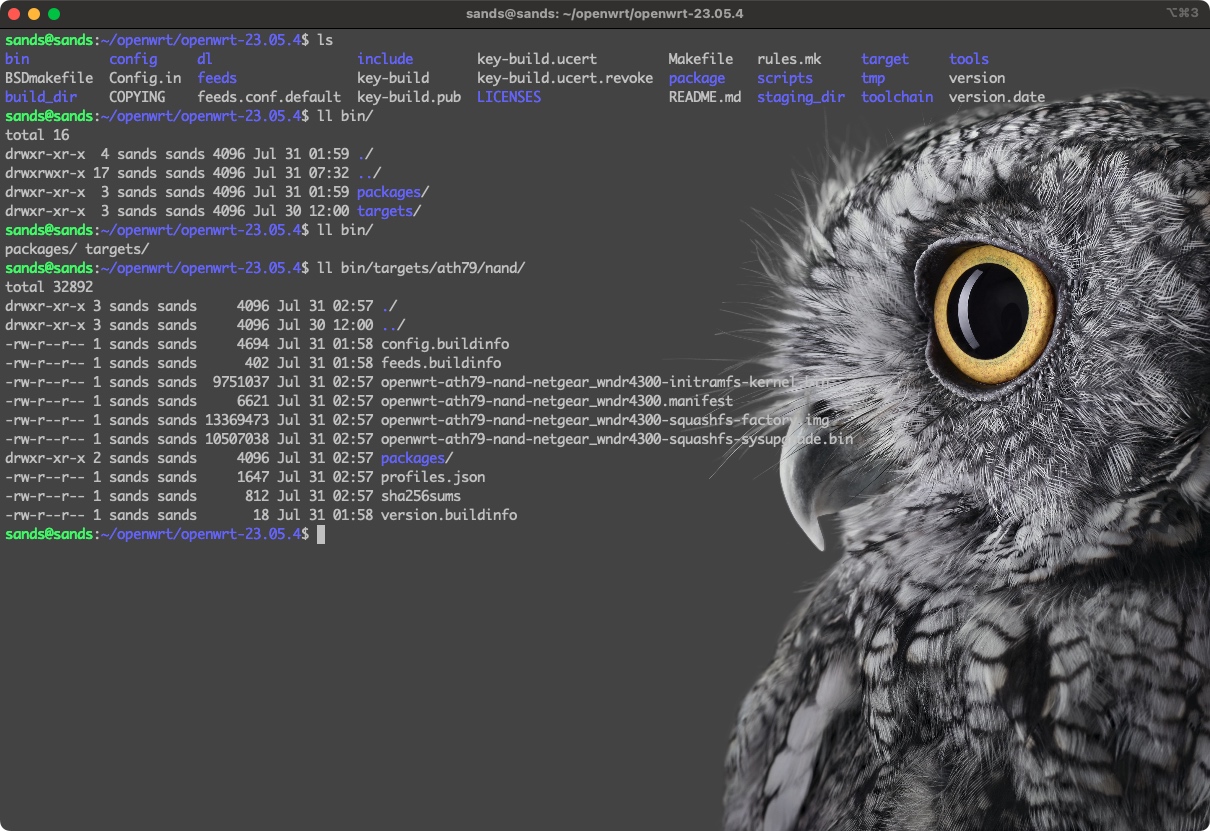 sands@sands: ~/openwrt/openwrt-23.05.4 ⌥⌘3
sands@sands:~/openwrt/openwrt-23.05.4$ ls
bin config dl include key-build.ucert Makefile rules.mk target tools
BSDmakefile Config.in feeds key-build key-build.ucert.revoke package scripts tmp version
build_dir COPYING feeds.conf.default key-build.pub LICENSES README.md staging_dir toolchain version.date
sands@sands:~/openwrt/openwrt-23.05.4$ ll bin/
total 16
drwxr-xr-x 4 sands sands 4096 Jul 31 01:59 ./
drwxrwxr-x 17 sands sands 4096 Jul 31 07:32 ../
drwxr-xr-x 3 sands sands 4096 Jul 31 01:59 packages/
drwxr-xr-x 3 sands sands 4096 Jul 30 12:00 targets/
sands@sands:~/openwrt/openwrt-23.05.4$ ll bin/
packages/ targets/
sands@sands:~/openwrt/openwrt-23.05.4$ ll bin/targets/ath79/nand/
total 32892
drwxr-xr-x 3 sands sands 4096 Jul 31 02:57 ./
drwxr-xr-x 3 sands sands 4096 Jul 30 12:00 ../
-rw-r--r-- 1 sands sands 4694 Jul 31 01:58 config.buildinfo
-rw-r--r-- 1 sands sands 402 Jul 31 01:58 feeds.buildinfo
-rw-r--r-- 1 sands sands 9751037 Jul 31 02:57 openwrt-ath79-nand-netgear_wndr4300-initramfs-kernel.bin
-rw-r--r-- 1 sands sands 6621 Jul 31 02:57 openwrt-ath79-nand-netgear_wndr4300.manifest
-rw-r--r-- 1 sands sands 13369473 Jul 31 02:57 openwrt-ath79-nand-netgear_wndr4300-squashfs-factory.img
-rw-r--r-- 1 sands sands 10507038 Jul 31 02:57 openwrt-ath79-nand-netgear_wndr4300-squashfs-sysupgrade.bin
drwxr-xr-x 2 sands sands 4096 Jul 31 02:57 packages/
-rw-r--r-- 1 sands sands 1647 Jul 31 02:57 profiles.json
-rw-r--r-- 1 sands sands 812 Jul 31 02:57 sha256sums
-rw-r--r-- 1 sands sands 18 Jul 31 01:58 version.buildinfo
sands@sands:~/openwrt/openwrt-23.05.4$